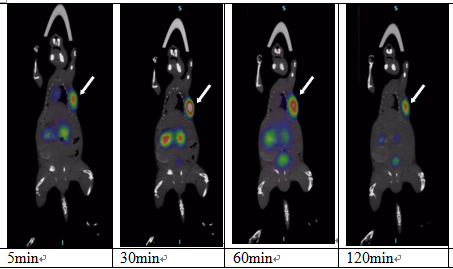 S S S S
I I I I
5min↵ 30min↵ 60min↵ 120min↵